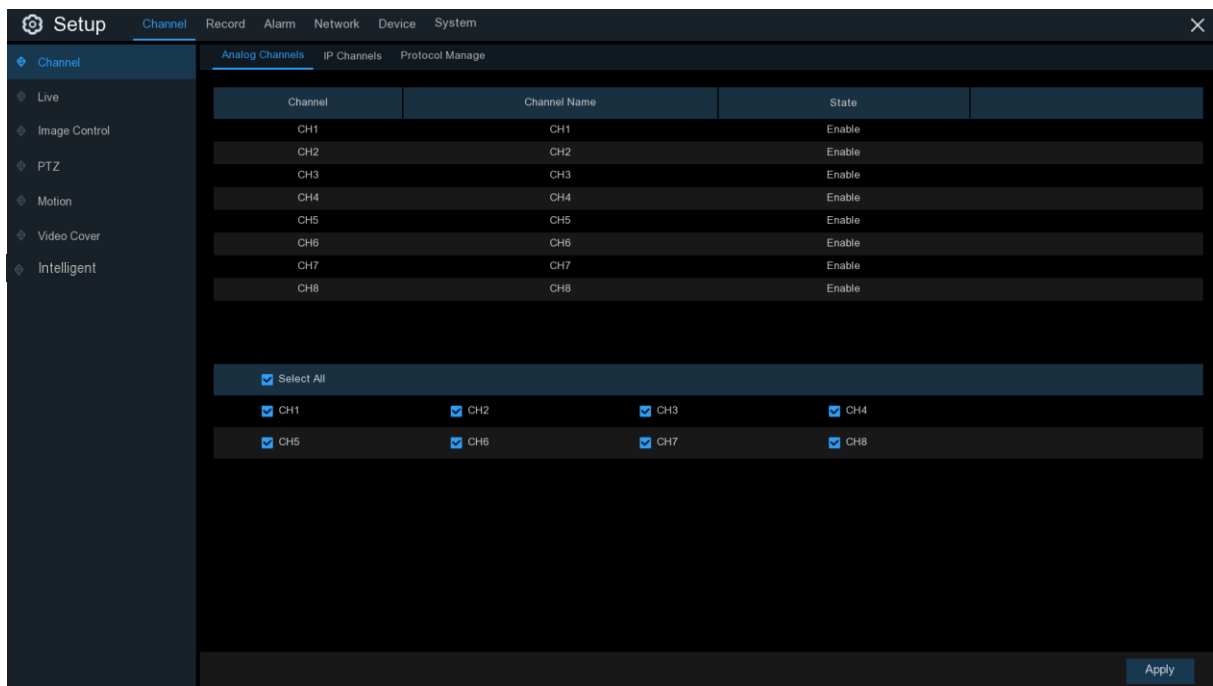 Setup Channel Record Alarm Network Device System
Analog Channels IP Channels Protocol Manage
Channel
Live
Image Control
PTZ
Motion
Video Cover
Intelligent
Channel Channel Name State
CH1 CH1 Enable
CH2 CH2 Enable
CH3 CH3 Enable
CH4 CH4 Enable
CH5 CH5 Enable
CH6 CH6 Enable
CH7 CH7 Enable
CH8 CH8 Enable
Select All
CH1 CH2 CH3 CH4
CH5 CH6 CH7 CH8
Apply